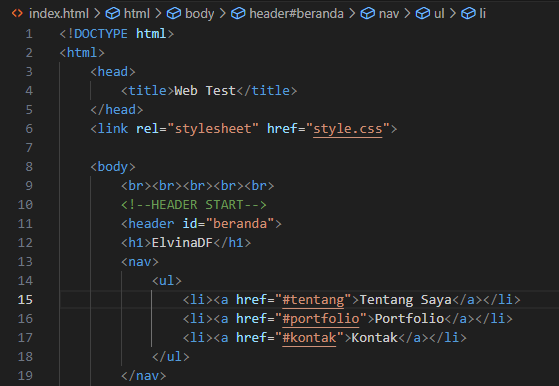 index.html > html > body > header#beranda > nav > ul > li
1 <!DOCTYPE html>
2 <html>
3 <head>
4 <title>Web Test</title>
5 </head>
6 <link rel="stylesheet" href="style.css">
7
8 <body>
9 <br><br><br><br><br>
10 <!--HEADER START-->
11 <header id="beranda">
12 <h1>ElvinaDF</h1>
13 <nav>
14 <ul>
15 <li><a href="#tentang">Tentang Saya</a></li>
16 <li><a href="#portfolio">Portfolio</a></li>
17 <li><a href="#kontak">Kontak</a></li>
18 </ul>
19 </nav>